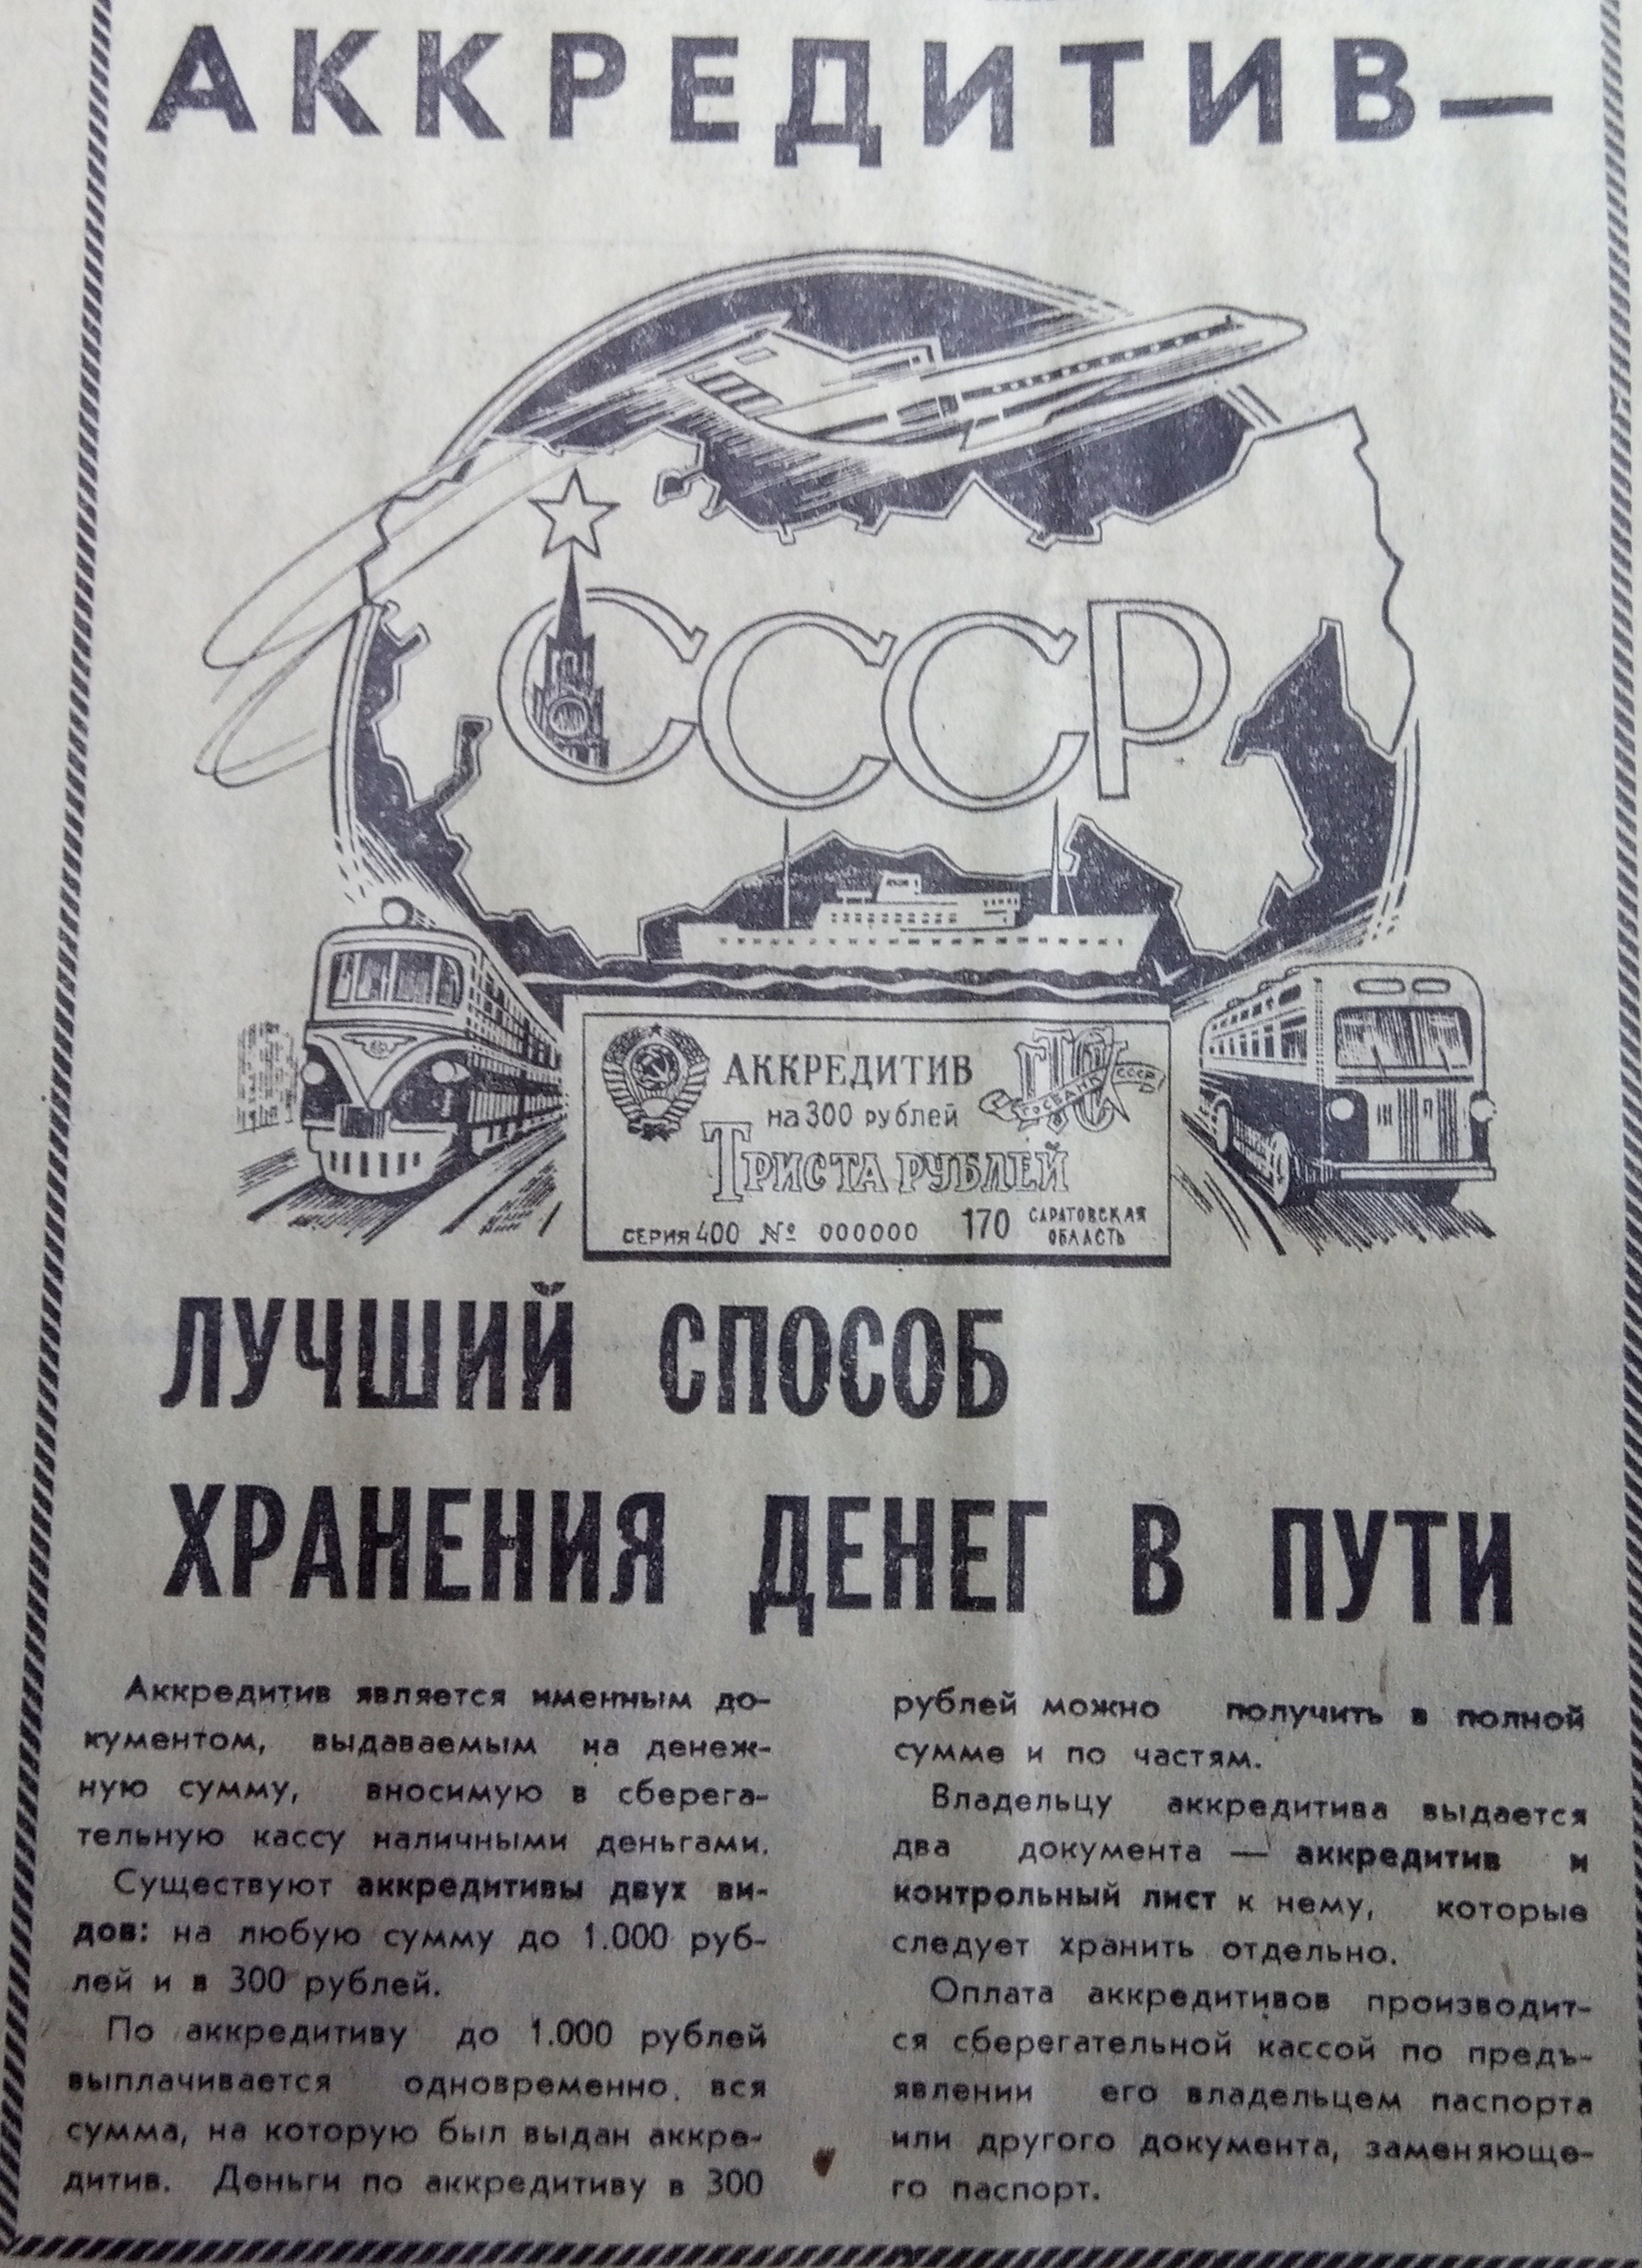 АККРЕДИТИВ—
СССР
АККРЕДИТИВ
на 300 рублей
ГОСБАНК СССР
ТРИСТА РУБЛЕЙ
СЕРИЯ 400 № 000000 170 САРАТОВСКАЯ
ОБЛАСТЬ
ЛУЧШИЙ СПОСОБ
ХРАНЕНИЯ ДЕНЕГ В ПУТИ
Аккредитив является именным до-
кументом, выдаваемым на денеж-
ную сумму, вносимую в сберега-
тельную кассу наличными деньгами.
Существуют аккредитивы двух ви-
дов: на любую сумму до 1.000 руб-
лей и в 300 рублей.
По аккредитиву до 1.000 рублей
выплачивается одновременно вся
сумма, на которую был выдан аккре-
дитив. Деньги по аккредитиву в 300
рублей можно получить в полной
сумме и по частям.
Владельцу аккредитива выдается
два документа — аккредитив и
контрольный лист к нему, которые
следует хранить отдельно.
Оплата аккредитивов производит-
ся сберегательной кассой по предъ-
явлении его владельцем паспорта
или другого документа, заменяюще-
го паспорт.